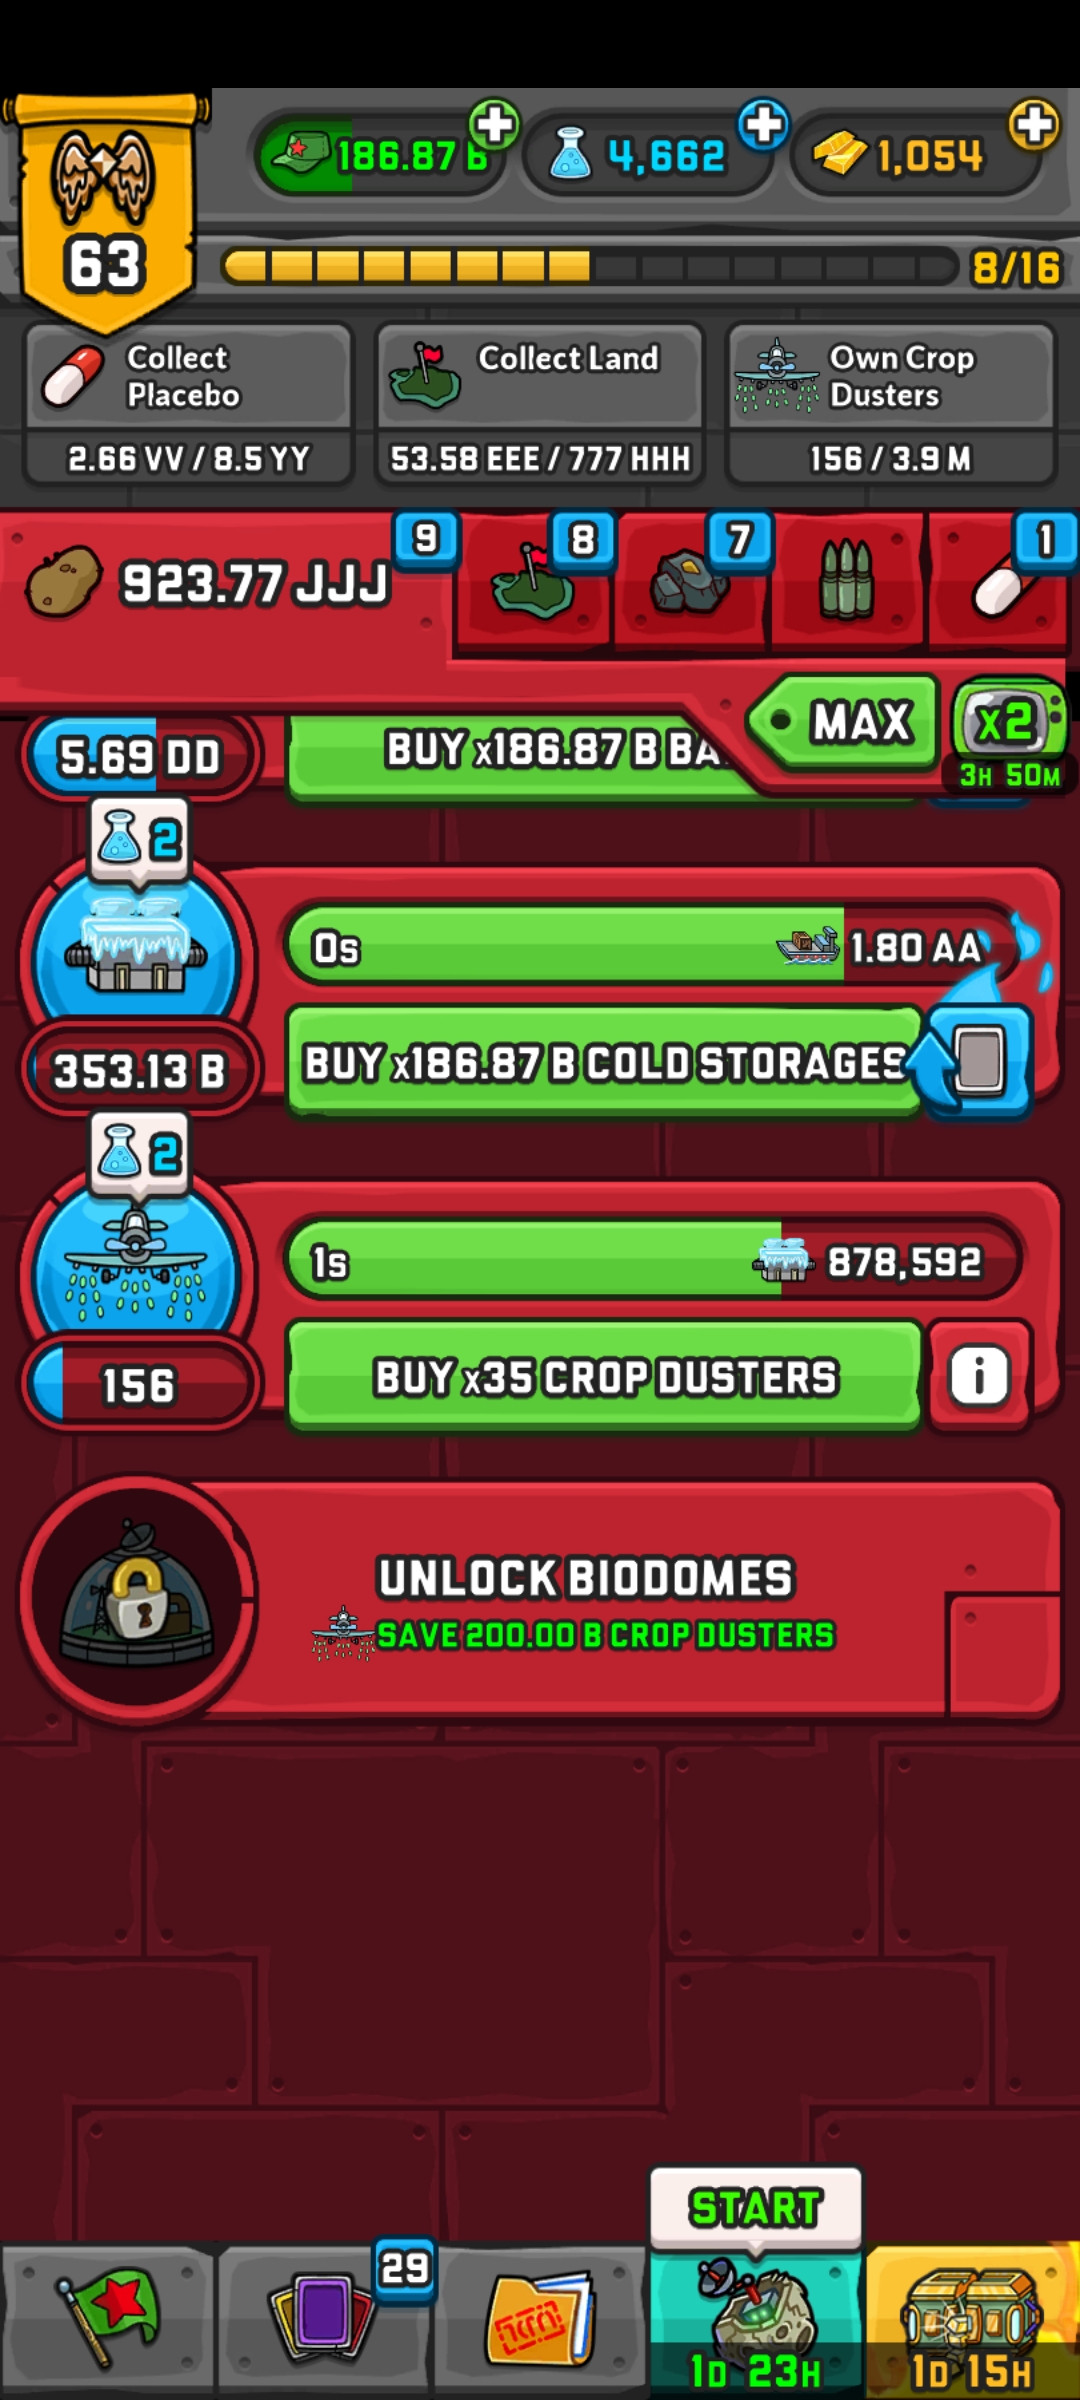 186.87 B
4,662
1,054
63
8/16
Collect
Placebo
2.66 VV / 8.5 YY
Collect Land
53.58 EEE / 777 HHH
Own Crop
Dusters
156 / 3.9 M
923.77 JJJ
9
8
7
1
MAX
x2
3H 50M
5.69 DD
BUY x186.87 B
2
0s
1.80 AA
353.13 B
BUY x186.87 B COLD STORAGES
2
1s
878,592
156
BUY x35 CROP DUSTERS
i
UNLOCK BIODOMES
SAVE 200.00 B CROP DUSTERS
START
29
1D 23H
1D 15H